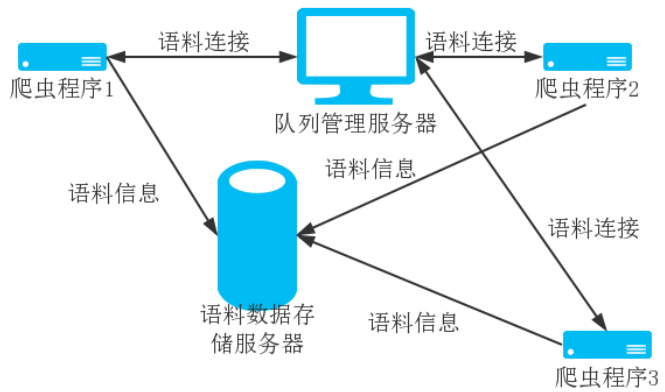 语料连接
语料连接
爬虫程序1
队列管理服务器
爬虫程序2
语料信息
语料信息
语料连接
语料数据存
储服务器
语料信息
爬虫程序3